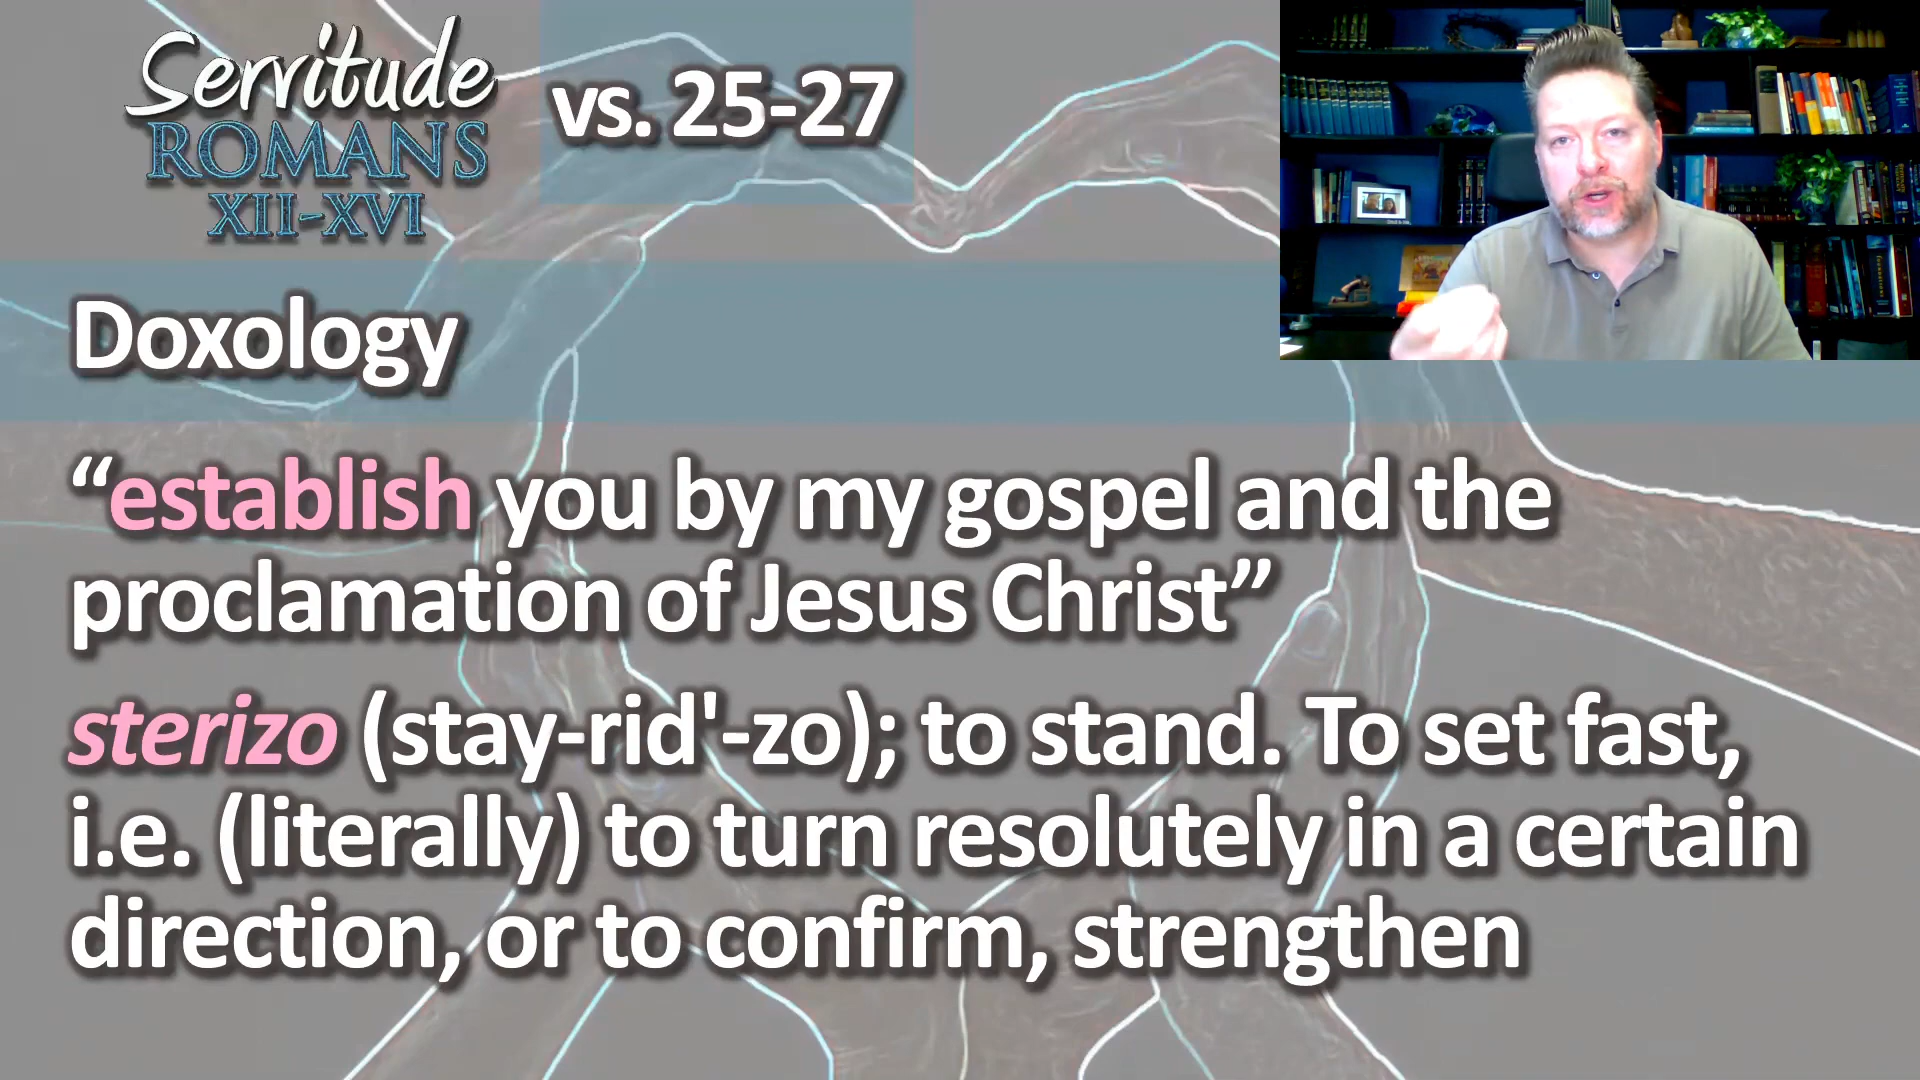 Servitude
ROMANS
XII-XVI
vs. 25-27
Doxology
“establish you by my gospel and the
proclamation of Jesus Christ”
sterizo (stay-rid'-zo); to stand. To set fast,
i.e. (literally) to turn resolutely in a certain
direction, or to confirm, strengthen